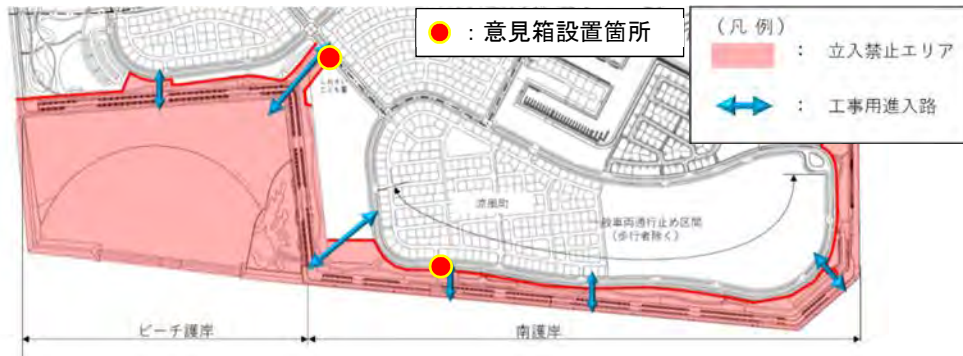 ：意見箱設置箇所
（凡 例）
： 立入禁止エリア
： 工事用進入路
涼風町
一般車両通行止め区間
（歩行者除く）
ビーチ護岸
南護岸